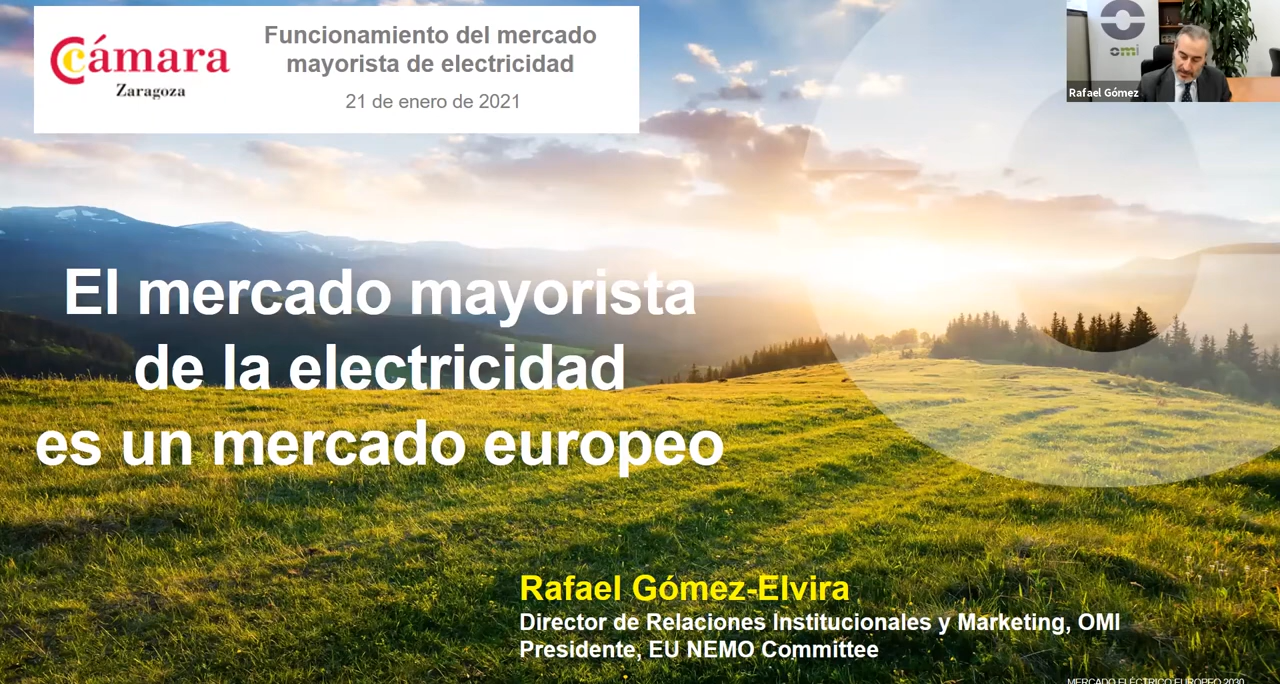 Cámara
Zaragoza
Funcionamiento del mercado
mayorista de electricidad
21 de enero de 2021
omi
Rafael Gómez
El mercado mayorista
de la electricidad
es un mercado europeo
Rafael Gómez-Elvira
Director de Relaciones Institucionales y Marketing, OMI
Presidente, EU NEMO Committee
MERCADO ELÉCTRICO EUROPEO 2030